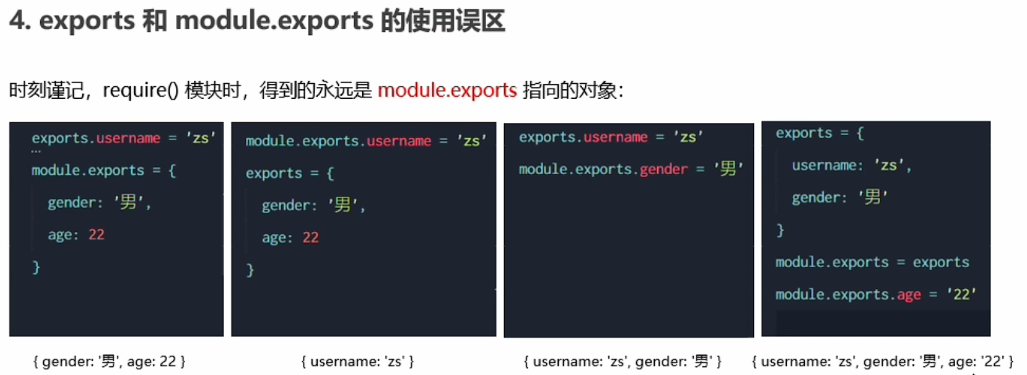 4. exports 和 module.exports 的使用误区
时刻谨记，require() 模块时，得到的永远是 module.exports 指向的对象：
exports.username = 'zs'
...
module.exports = {
gender: '男',
age: 22
}
{ gender: '男', age: 22 }
module.exports.username = 'zs'
exports = {
gender: '男',
age: 22
}
{ username: 'zs' }
exports.username = 'zs'
module.exports.gender = '男'
{ username: 'zs', gender: '男' }
exports = {
username: 'zs',
gender: '男'
}
module.exports = exports
module.exports.age = '22'
{ username: 'zs', gender: '男', age: '22' }